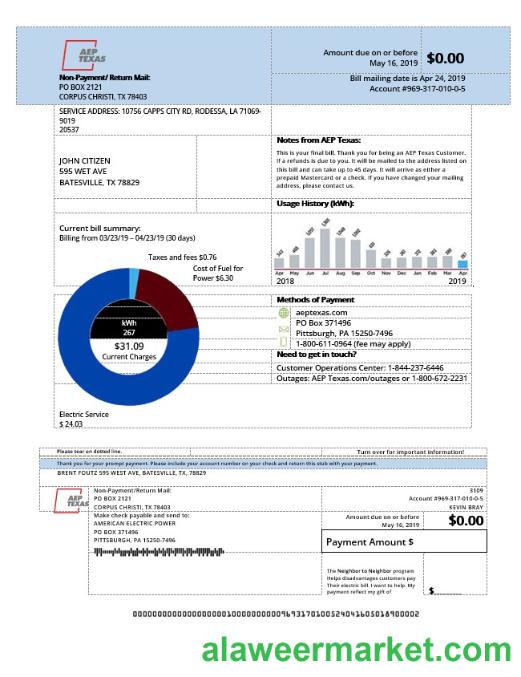 AEP
TEXAS
Non-Payment/ Return Mail:
PO BOX 2121
CORPUS CHRISTI, TX 78403
Amount due on or before
May 16, 2019
$0.00
Bill mailing date is Apr 24, 2019
Account #969-317-010-0-5
SERVICE ADDRESS: 10756 CAPPS CITY RD, RODESSA, LA 71069-
9019
20537
JOHN CITIZEN
595 WET AVE
BATESVILLE, TX 78829
Notes from AEP Texas:
This is your final bill. Thank you for being an AEP Texas Customer.
If a refunds is due to you. It will be mailed to the address listed on
this bill and can take up to 45 days. It will arrive as either a
prepaid Mastercard or a check. If you have changed your mailing
address, please contact us.
Usage History (kWh):
Apr May Jun Jul Aug Sep Oct Nov Dec Jan Feb Mar Apr
2018 2019
Current bill summary:
Billing from 03/23/19 – 04/23/19 (30 days)
Taxes and fees $0.76
Cost of Fuel for
Power $6.30
kWh
267
$31.09
Current Charges
Electric Service
$ 24.03
Methods of Payment
aeptexas.com
PO Box 371496
Pittsburgh, PA 15250-7496
1-800-611-0964 (fee may apply)
Need to get in touch?
Customer Operations Center: 1-844-237-6446
Outages: AEP Texas.com/outages or 1-800-672-2231
Please tear on dotted line.
Turn over for important information!
Thank you for your prompt payment. Please include your account number on your check and return this stub with your payment.
BRENT FOUTZ 595 WEST AVE, BATESVILLE, TX, 78829
AEP
TEXAS
Non-Payment/Return Mail:
PO BOX 2121
CORPUS CHRISTI, TX 78403
Make check payable and send to:
AMERICAN ELECTRIC POWER
PO BOX 371496
PITTSBURGH, PA 15250-7496
3109
Account #969-317-010-0-5
KEVIN BRAY
Amount due on or before
May 16, 2019
$0.00
Payment Amount $
The Neighbor to Neighbor program
Helps disadvantages customers pay
Their electric bill. I want to help. My
payment reflect my gift of
$
alaweermarket.com